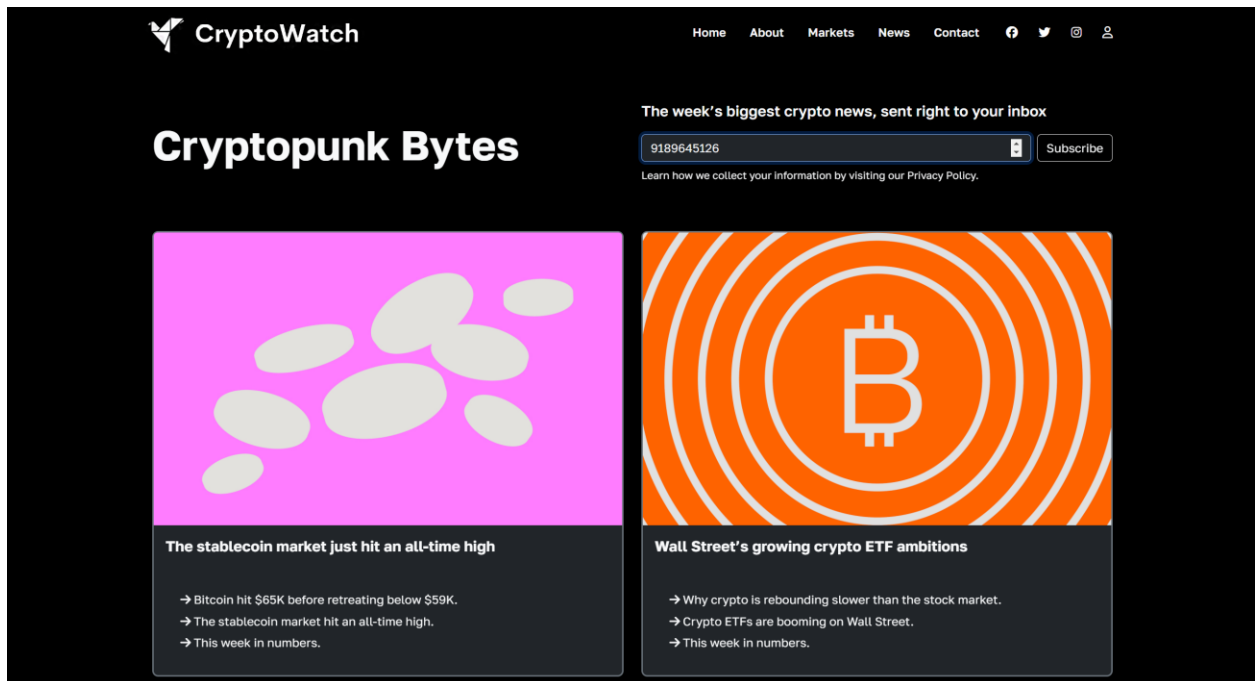 CryptoWatch
Home About Markets News Contact
The week's biggest crypto news, sent right to your inbox
Cryptopunk Bytes
9189645126 Subscribe
Learn how we collect your information by visiting our Privacy Policy.
The stablecoin market just hit an all-time high
→ Bitcoin hit $65K before retreating below $59K.
→ The stablecoin market hit an all-time high.
→ This week in numbers.
Wall Street's growing crypto ETF ambitions
→ Why crypto is rebounding slower than the stock market.
→ Crypto ETFs are booming on Wall Street.
→ This week in numbers.